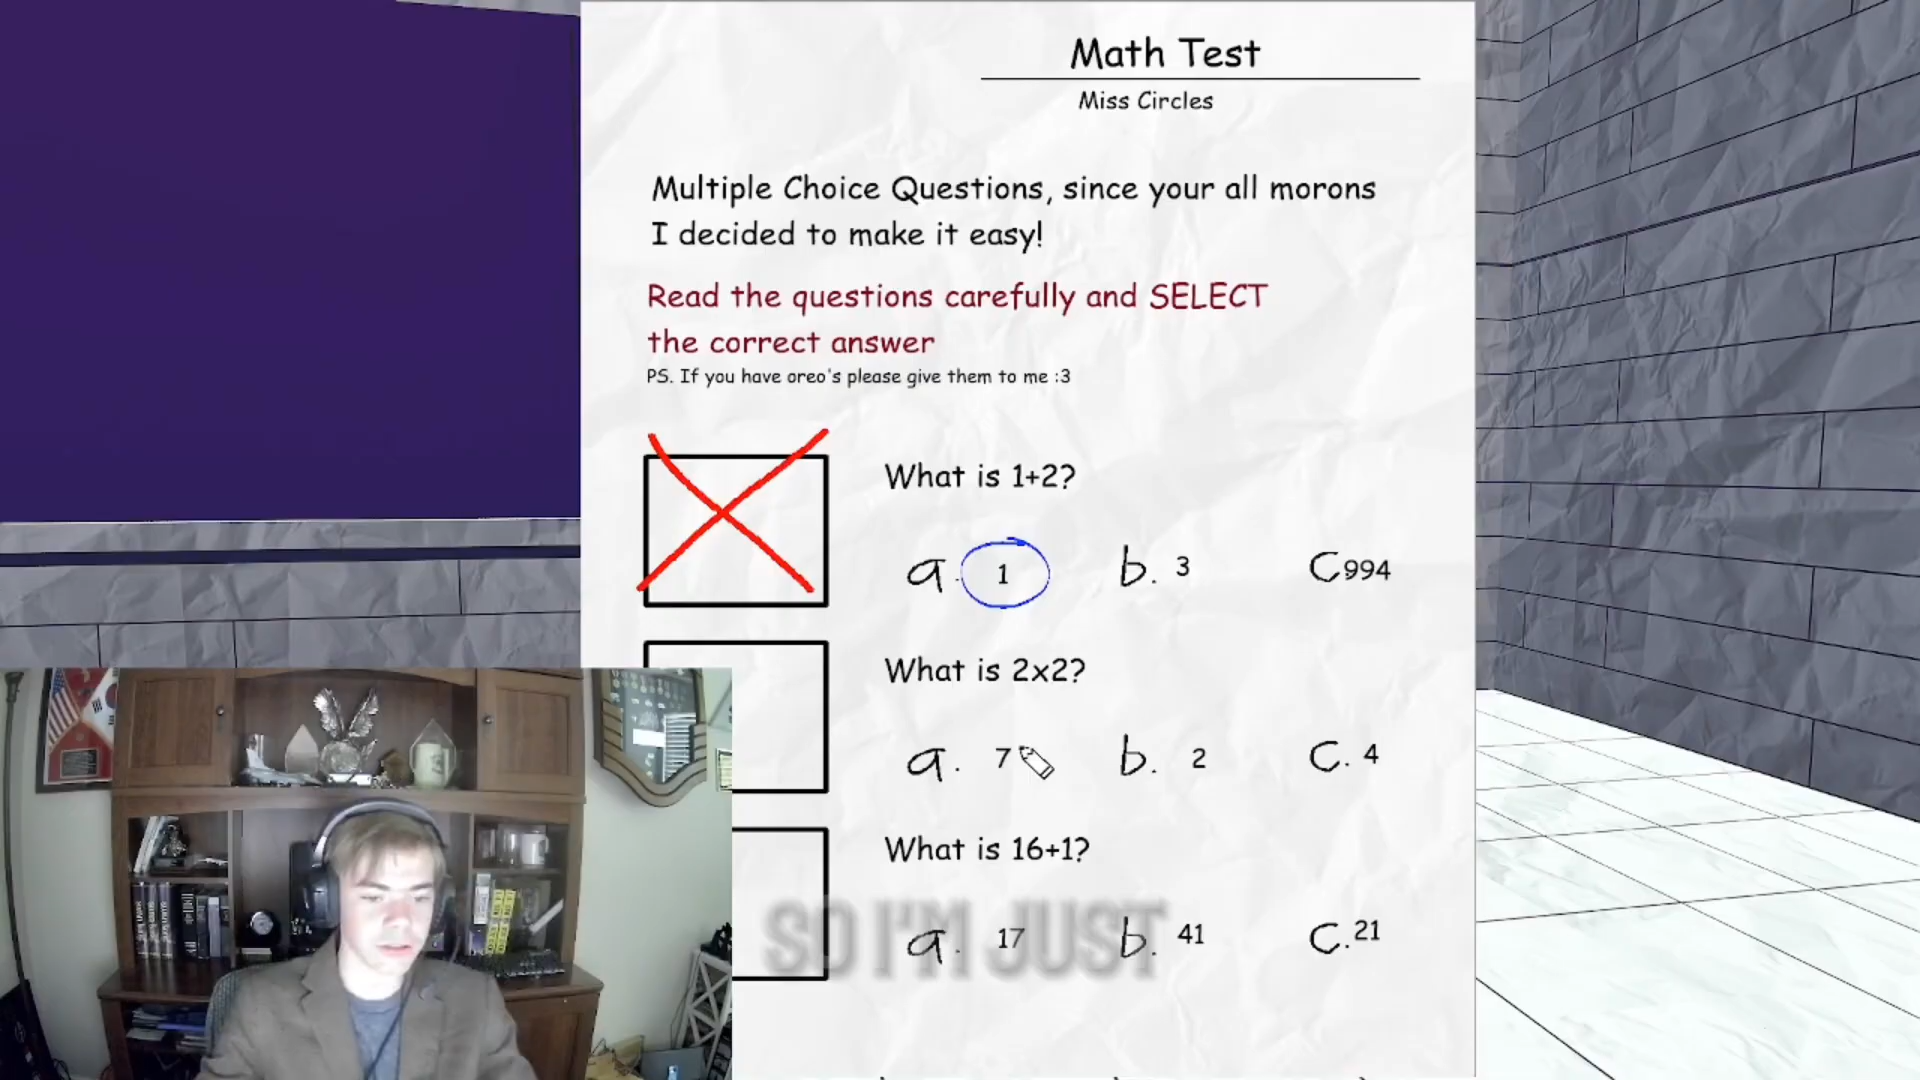 Math Test
Miss Circles
Multiple Choice Questions, since your all morons
I decided to make it easy!
Read the questions carefully and SELECT
the correct answer
PS. If you have oreo's please give them to me :3
What is 1+2?
a. 1 b. 3 C 994
What is 2x2?
a. 7 b. 2 C. 4
What is 16+1?
a. 17 b. 41 C. 21
SO I'M JUST